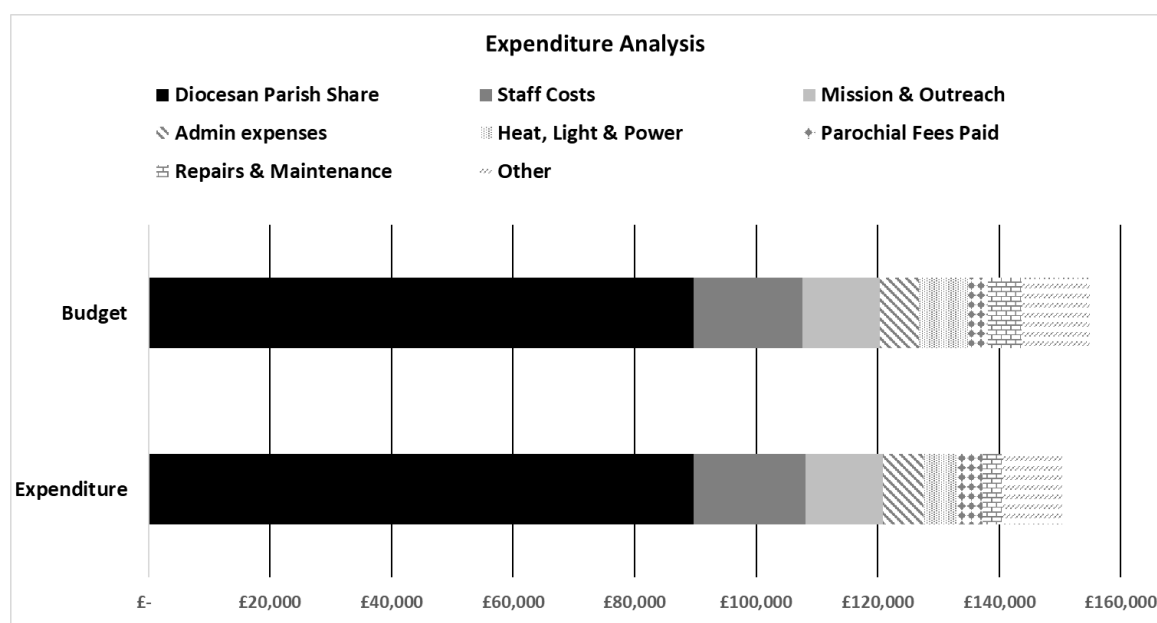 Expenditure Analysis
Diocesan Parish Share Staff Costs Mission & Outreach
Admin expenses Heat, Light & Power Parochial Fees Paid
Repairs & Maintenance Other
Budget
Expenditure
£- £20,000 £40,000 £60,000 £80,000 £100,000 £120,000 £140,000 £160,000